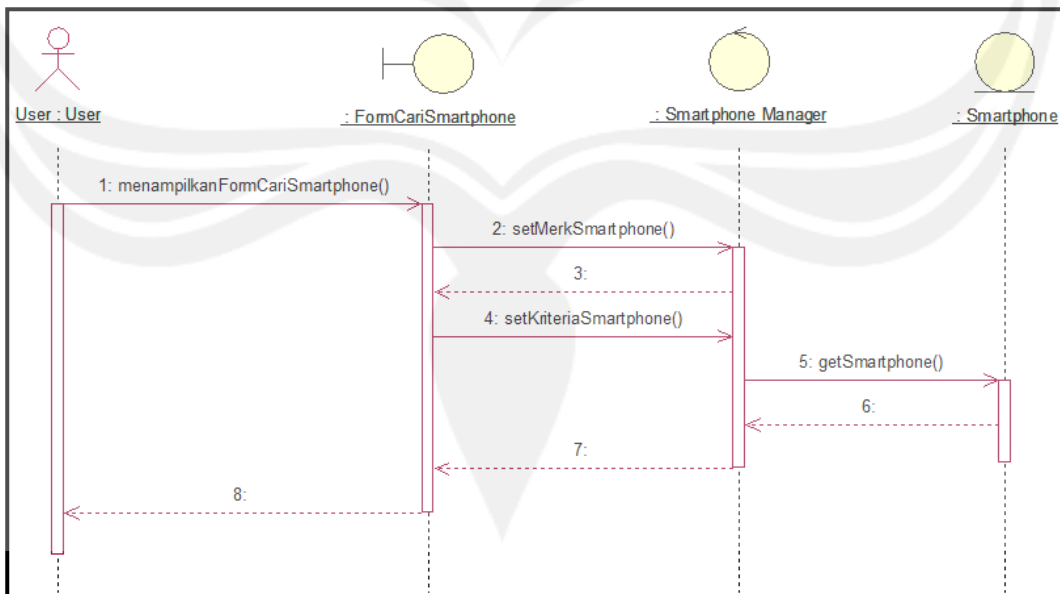 User : User
: FormCariSmartphone
: Smartphone Manager
: Smartphone
1: menampilkanFormCariSmartphone()
2: setMerkSmartphone()
3:
4: setKriteriaSmartphone()
5: getSmartphone()
6:
7:
8: